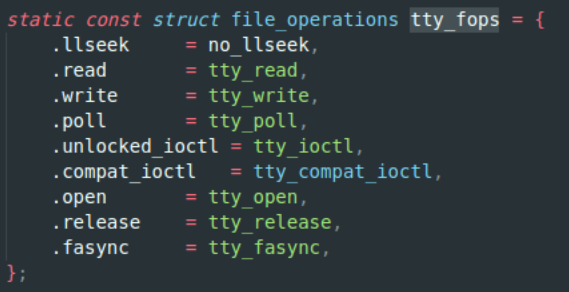 static const struct file_operations tty_fops = {
    .llseek     = no_llseek,
    .read       = tty_read,
    .write      = tty_write,
    .poll       = tty_poll,
    .unlocked_ioctl = tty_ioctl,
    .compat_ioctl   = tty_compat_ioctl,
    .open       = tty_open,
    .release    = tty_release,
    .fasync     = tty_fasync,
};